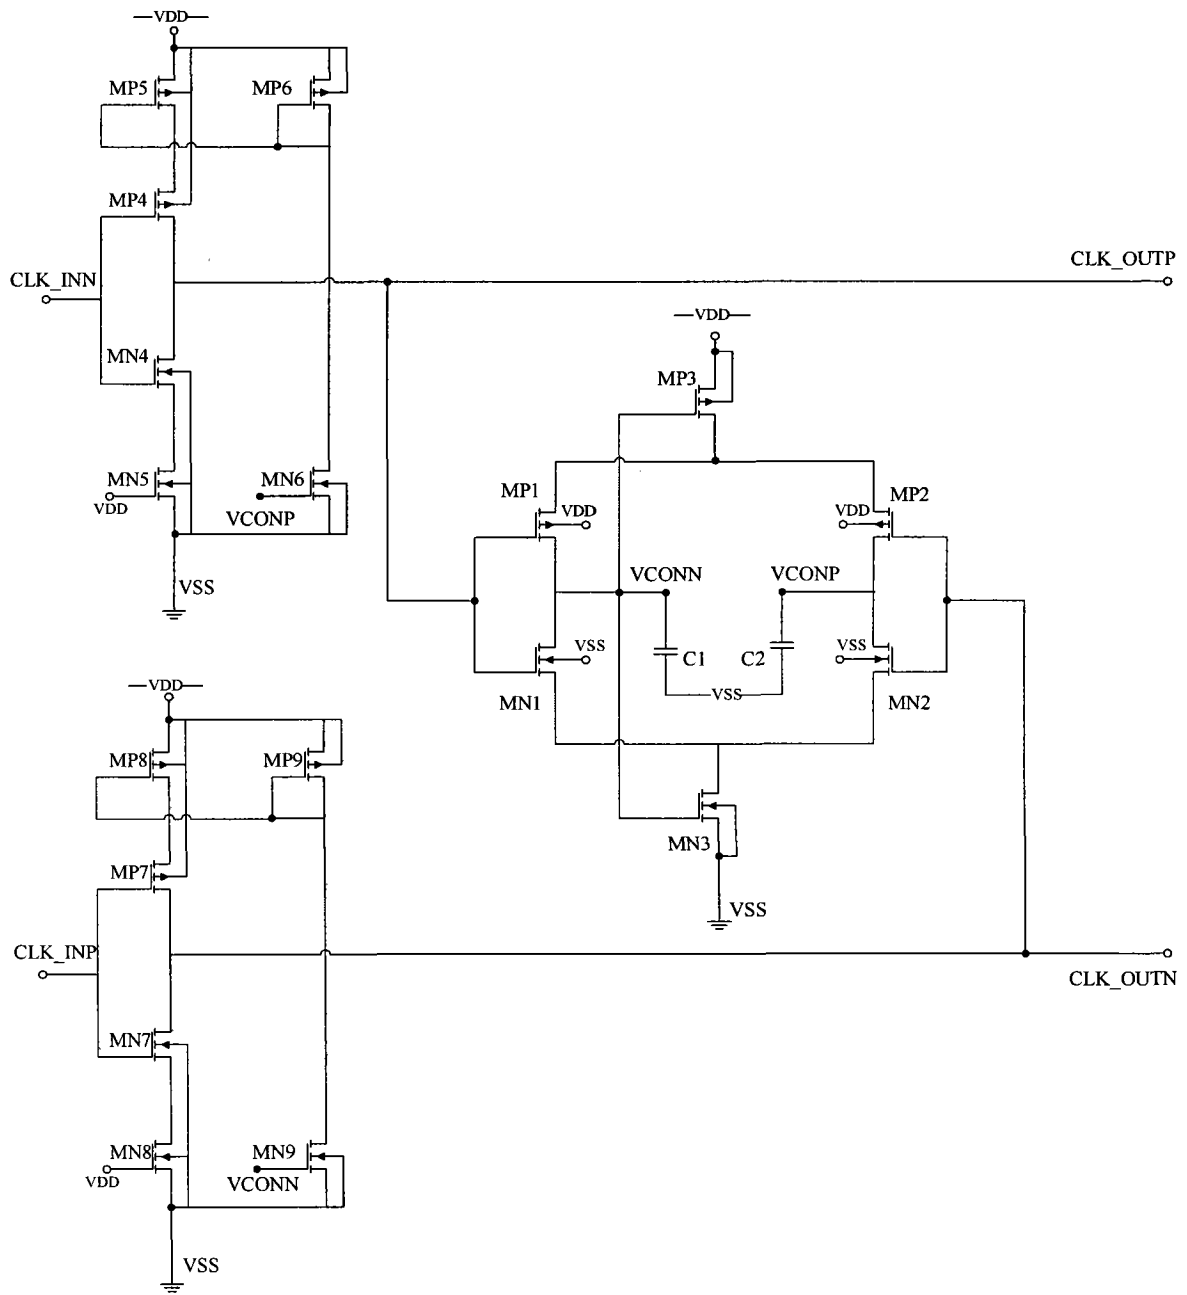 VDD
MP5
MP6
MP4
CLK_INN
CLK_OUTP
VDD
MN4
MP3
MN5
MN6
VDD
VCONP
MP1
MP2
VDD
VDD
VSS
VCONN
VCONP
VSS
VSS
C1
C2
VDD
VSS
MN1
MN2
MP8
MP9
MN3
MP7
VSS
CLK_INP
CLK_OUTN
MN7
MN8
MN9
VDD
VCONN
VSS